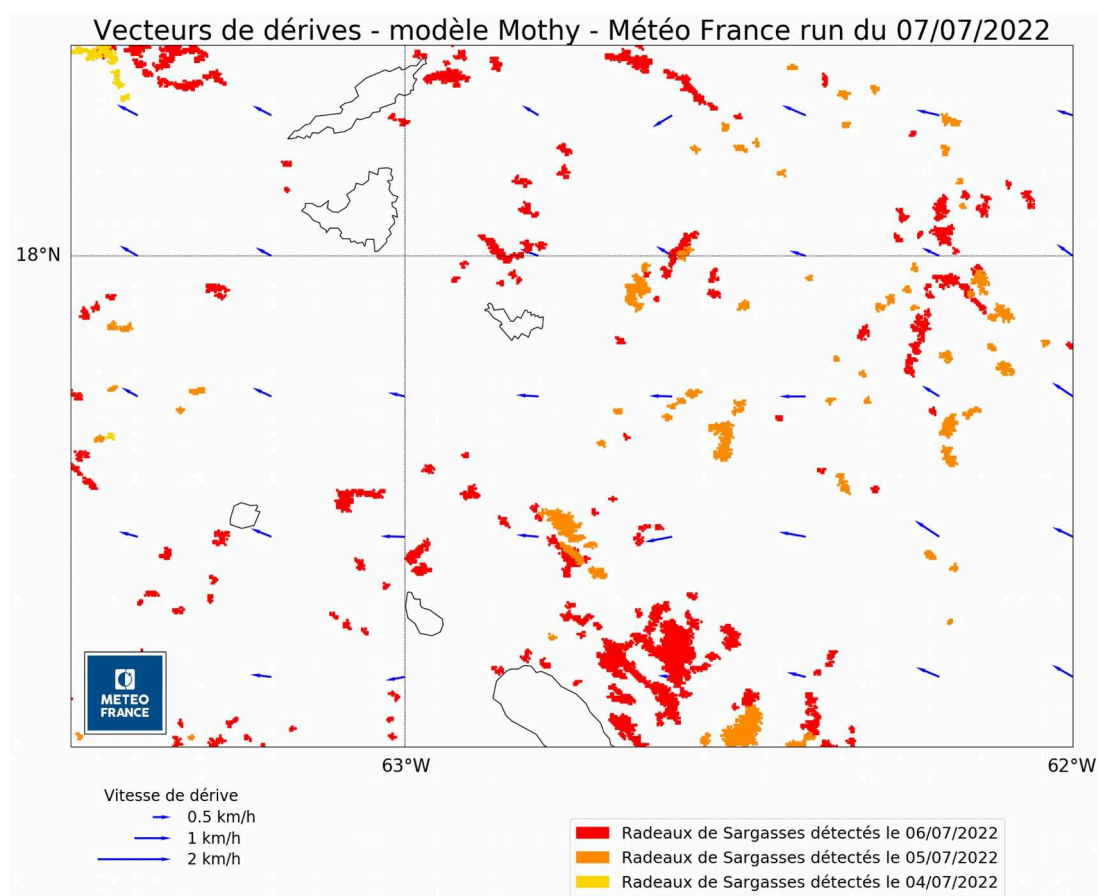 Vecteurs de dérives - modèle Mothy - Météo France run du 07/07/2022
18°N
METEO
FRANCE
63°W
62°W
Vitesse de dérive
0.5 km/h
1 km/h
2 km/h
Radeaux de Sargasses détectés le 06/07/2022
Radeaux de Sargasses détectés le 05/07/2022
Radeaux de Sargasses détectés le 04/07/2022